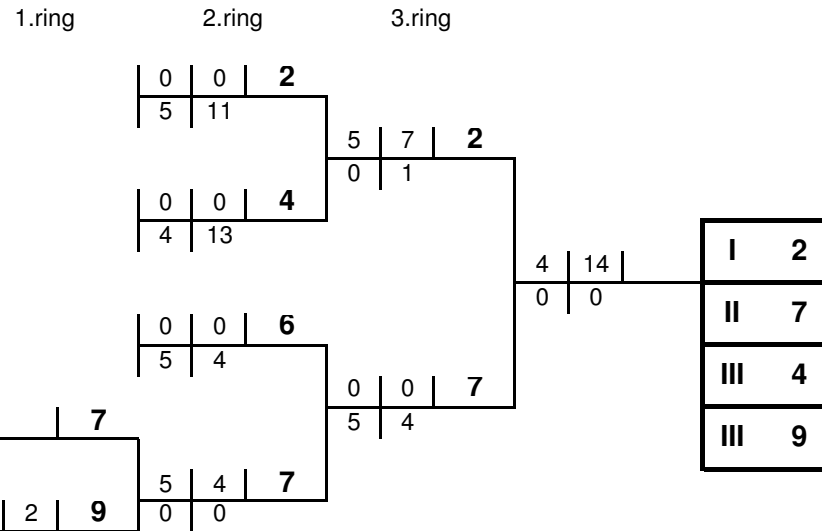 1.ring 2.ring 3.ring
0 0 2
5 11
5 7 2
0 1
0 0 4
4 13
I 2
4 14
0 0
II 7
0 0 6
5 4
III 4
0 0 7
5 4
7
III 9
5 4 7
2 9 0 0